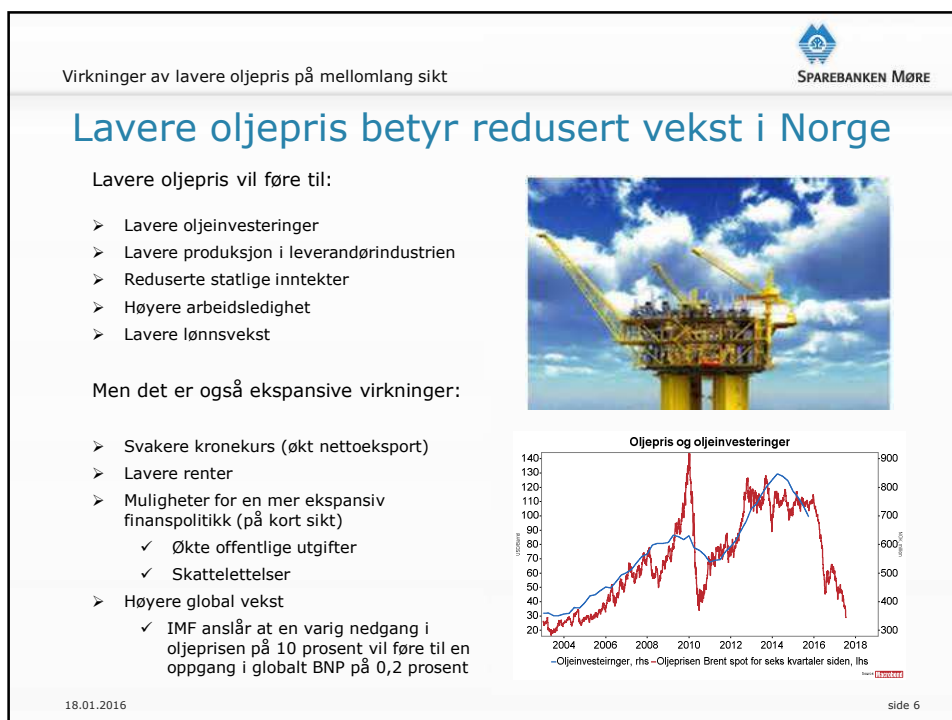 Virkninger av lavere oljepris på mellomlang sikt
SPAREBANKEN MØRE
Lavere oljepris betyr redusert vekst i Norge
Lavere oljepris vil føre til:
Lavere oljeinvesteringer
Lavere produksjon i leverandørindustrien
Reduserte statlige inntekter
Høyere arbeidsledighet
Lavere lønnsvekst
Men det er også ekspansive virkninger:
Svakere kronekurs (økt nettoeksport)
Lavere renter
Muligheter for en mer ekspansiv
finanspolitikk (på kort sikt)
Økte offentlige utgifter
Skattelettelser
Høyere global vekst
IMF anslår at en varig nedgang i
oljeprisen på 10 prosent vil føre til en
oppgang i globalt BNP på 0,2 prosent
Oljepris og oljeinvesteringer
140 900
130
120 800
110
100 700
90
80 600
70
60 500
50
40 400
30
20 300
2004 2006 2008 2010 2012 2014 2016 2018
Oljeinvesteirnger, rhs Oljeprisen Brent spot for seks kvartaler siden, lhs
18.01.2016
side 6